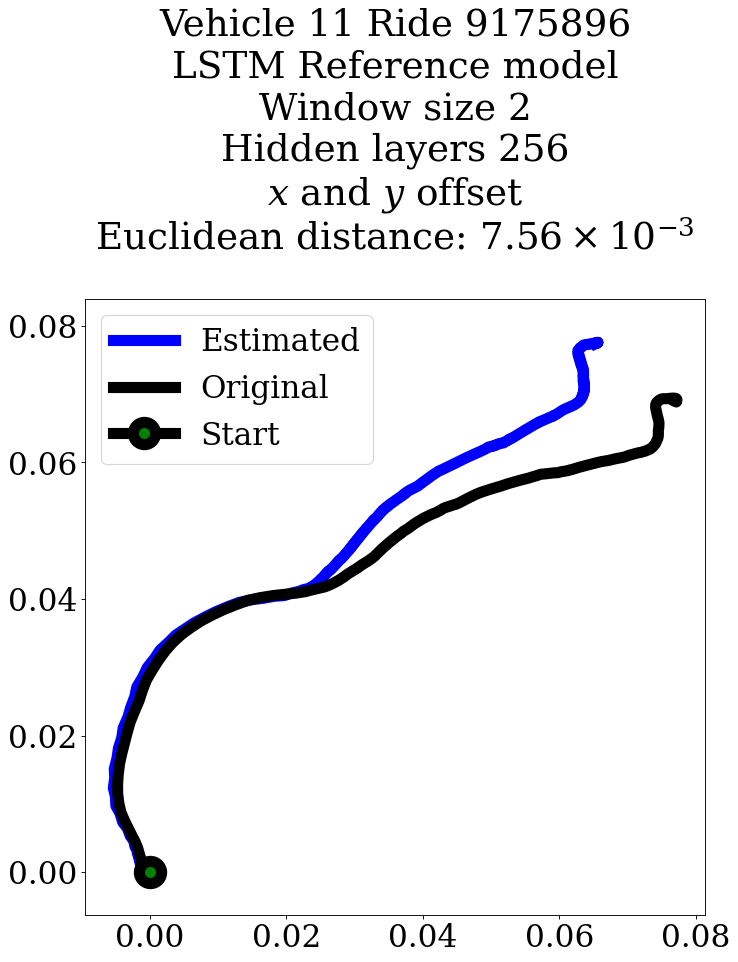 Vehicle 11 Ride 9175896
LSTM Reference model
Window size 2
Hidden layers 256
x and y offset
Euclidean distance: 7.56 × 10⁻³
Estimated
Original
Start
0.08
0.06
0.04
0.02
0.00
0.00 0.02 0.04 0.06 0.08